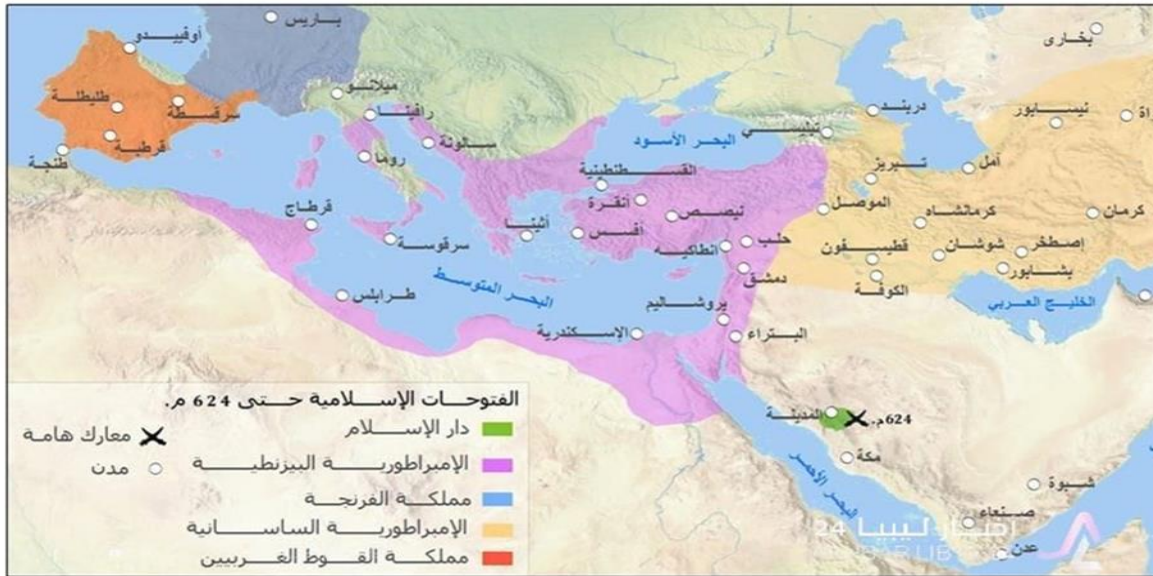 باريس
أوفييدو
بخارى
ميلانو
طليطلة
سرقسطة
رافينا
دربند
نيسابور
تبليسي
البحر الأسود
سالونة
قرطبة
طنجة
روما
آمل
تبريز
القسطنطينية
أنقرة
الموصل
كرمانشاه
كرمان
قرطاج
أثينا
أفسس
سرقوسة
حلب
انطاكيه
قطيسفون
شوشان
إصطخر
دمشق
بشابور
الكوفة
البحر المتوسط
طرابلس
الخليج العربي
يروشاليم
الإسكندرية
البتراء
الفتوحات الإسلامية حتى 624 م.
معارك هامة
مدن
دار الإسلام
الإمبراطورية البيزنطية
مملكة الفرنجة
الإمبراطورية الساسانية
مملكة القوط الغربيين
المدينة
624م.
مكة
البحر الأحمر
شبوة
صنعاء
عدن
أخبار ليبيا 24